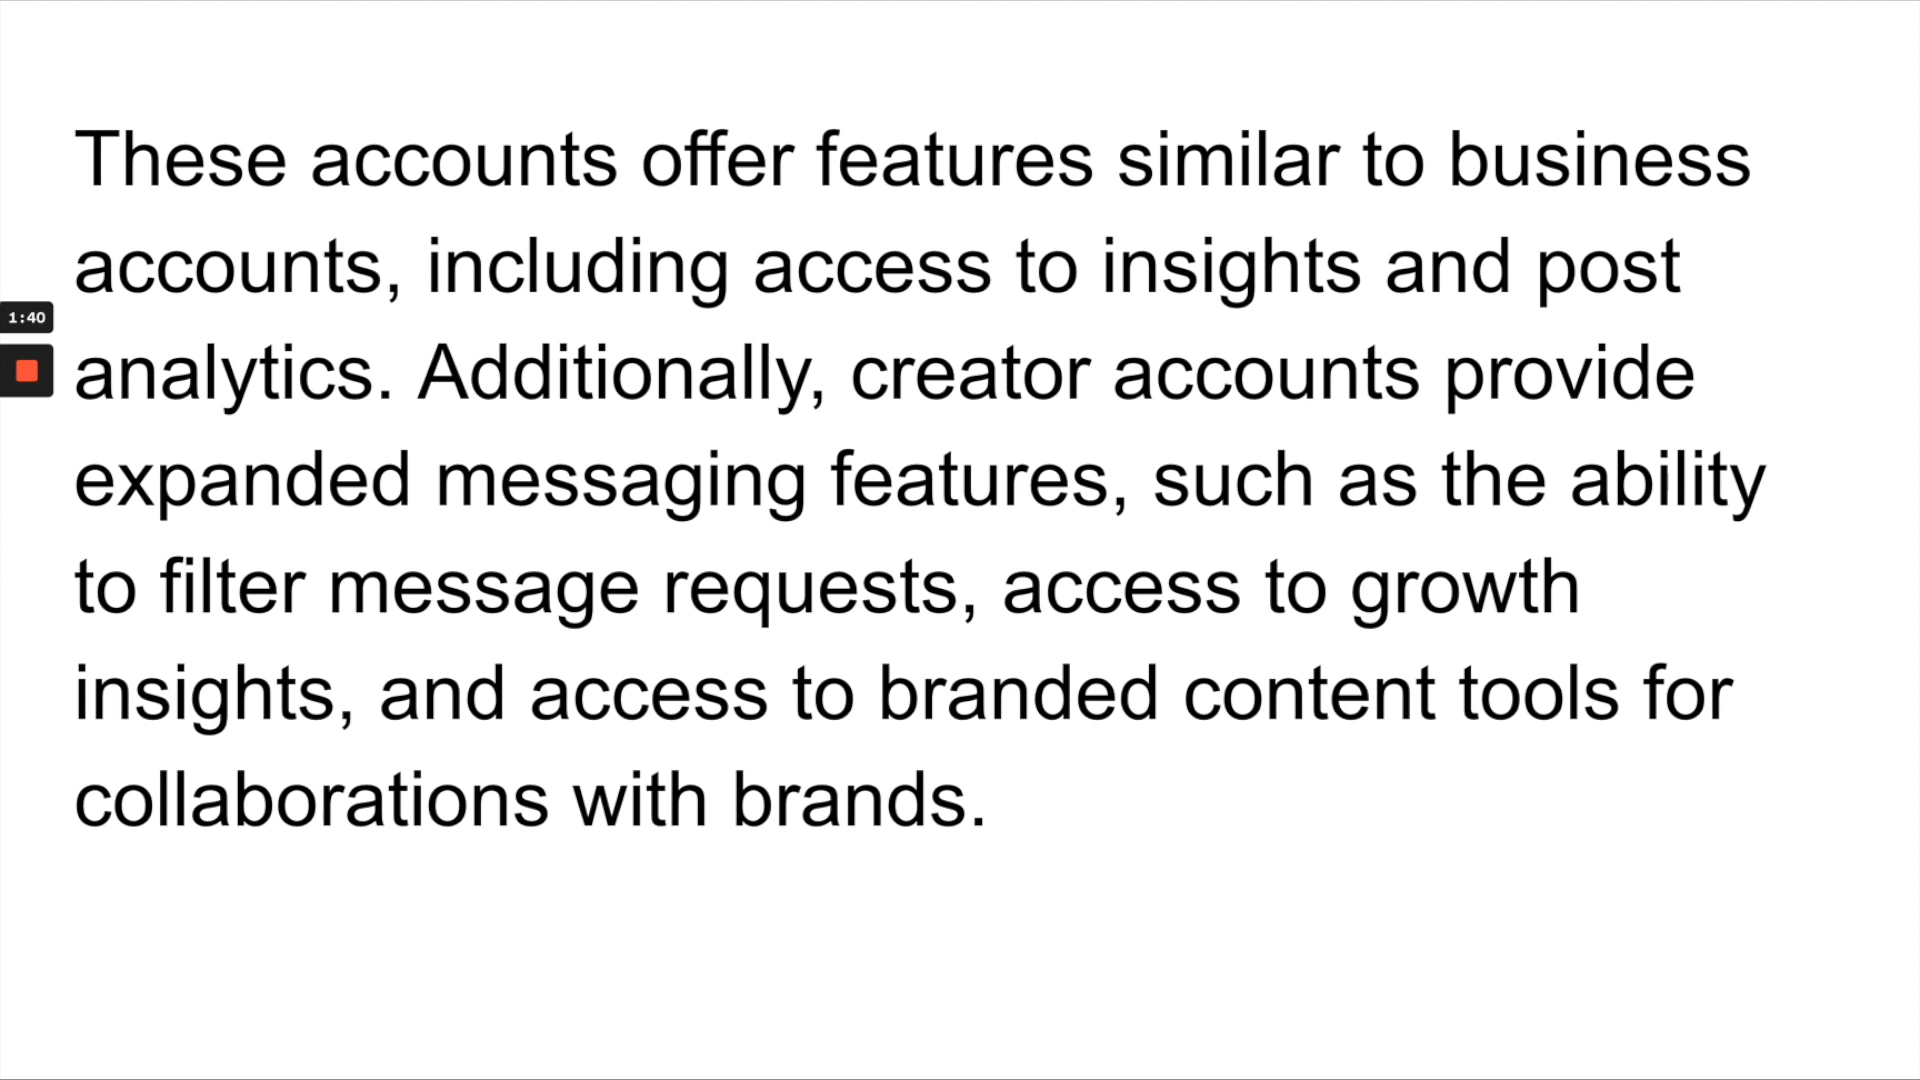 These accounts offer features similar to business
accounts, including access to insights and post
1:40
analytics. Additionally, creator accounts provide
expanded messaging features, such as the ability
to filter message requests, access to growth
insights, and access to branded content tools for
collaborations with brands.